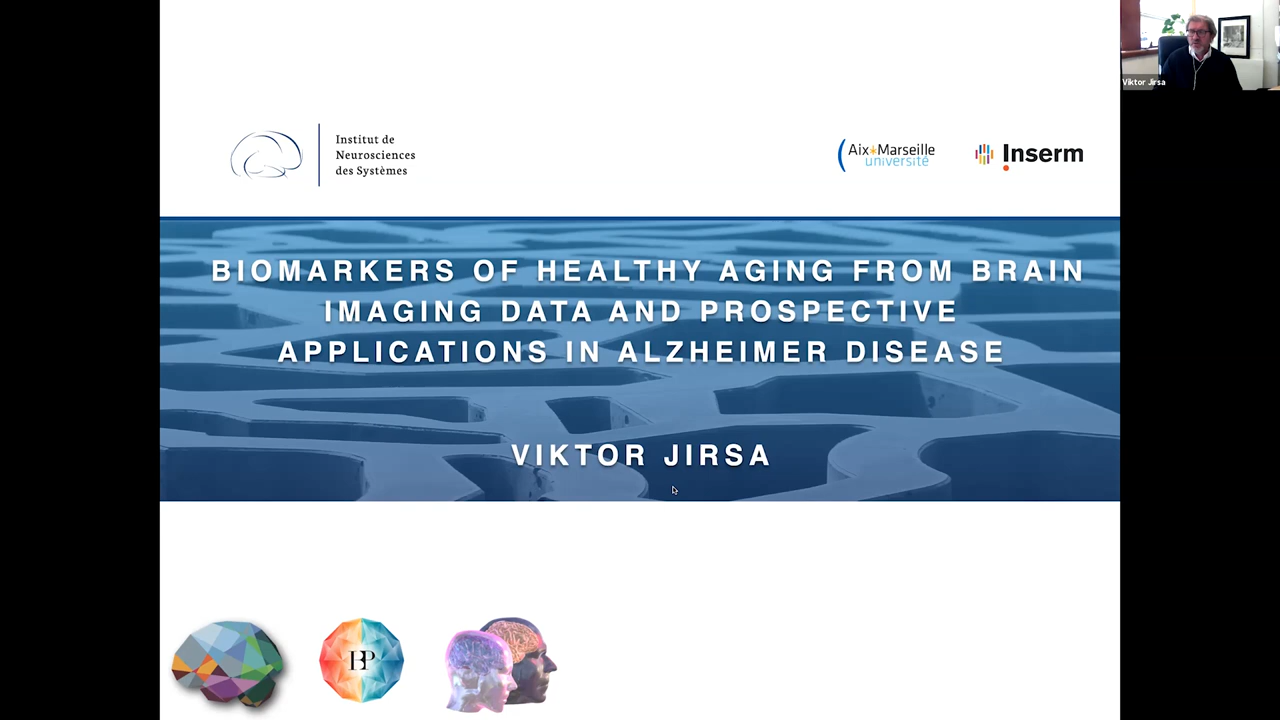 Viktor Jirsa
Institut de
Neurosciences
des Systèmes
Aix*Marseille
université
Inserm
BIOMARKERS OF HEALTHY AGING FROM BRAIN
IMAGING DATA AND PROSPECTIVE
APPLICATIONS IN ALZHEIMER DISEASE
VIKTOR JIRSA
HBP